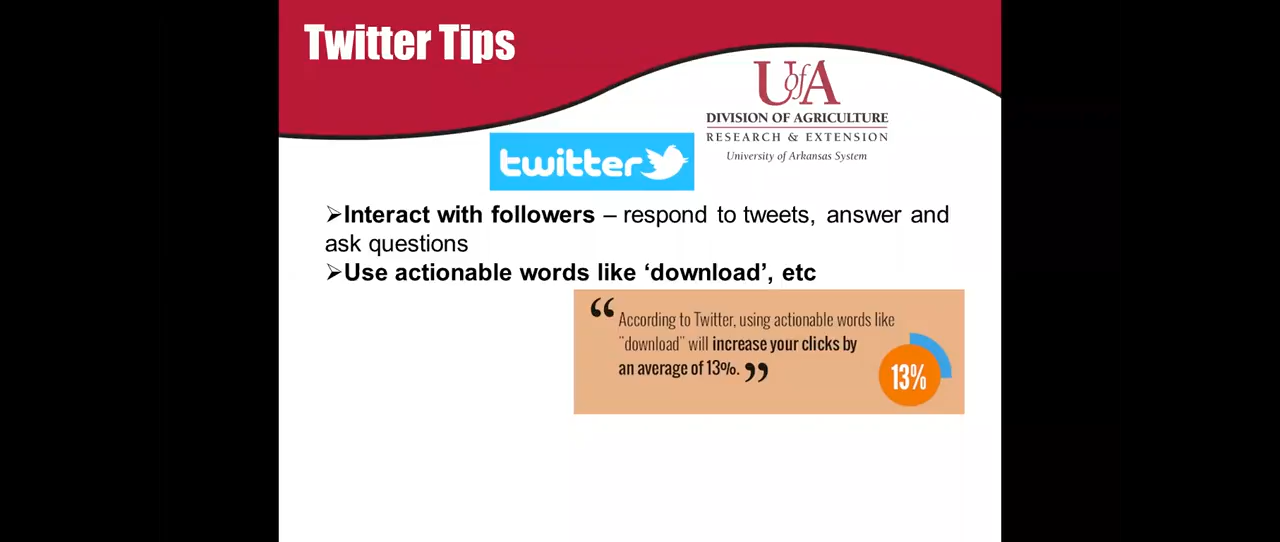 Twitter Tips
UofA
DIVISION OF AGRICULTURE
RESEARCH & EXTENSION
University of Arkansas System
twitter
➢Interact with followers – respond to tweets, answer and
ask questions
➢Use actionable words like ‘download’, etc
“ According to Twitter, using actionable words like
"download" will increase your clicks by
an average of 13%. ”
13%